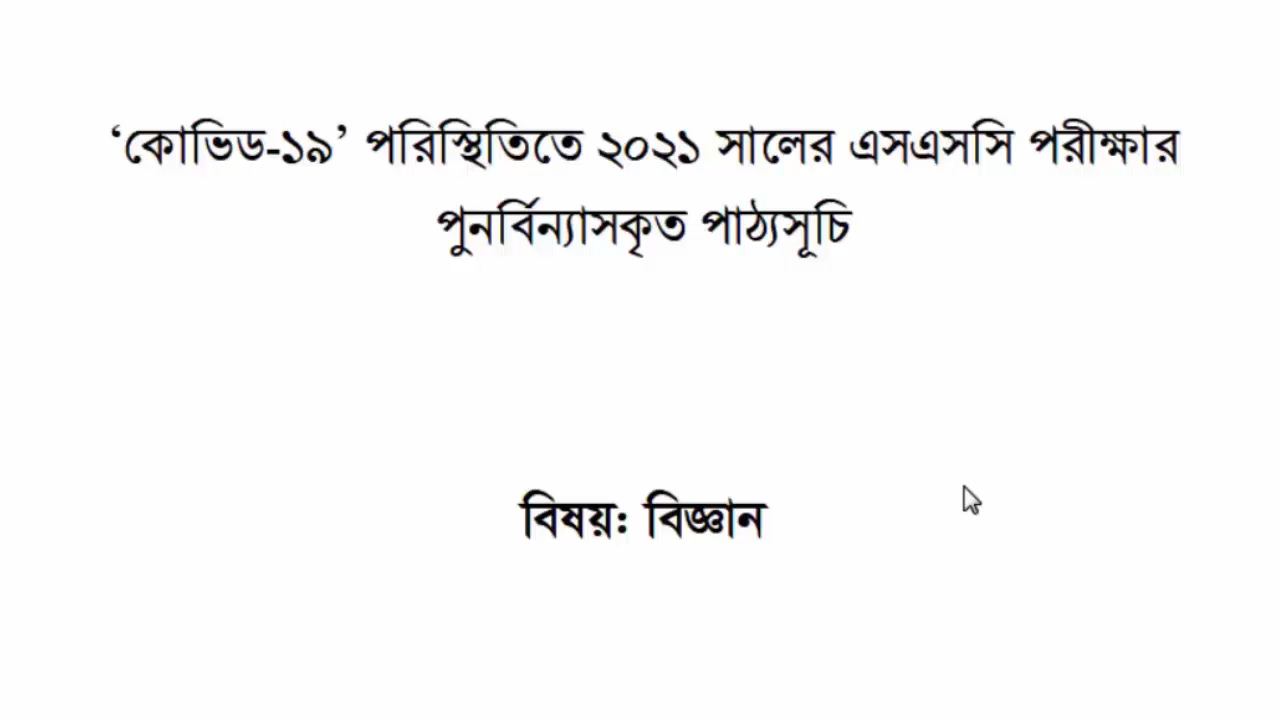 ‘কোভিড-১৯’ পরিস্থিতিতে ২০২১ সালের এসএসসি পরীক্ষার
পুনর্বিন্যাসকৃত পাঠ্যসূচি
বিষয়: বিজ্ঞান